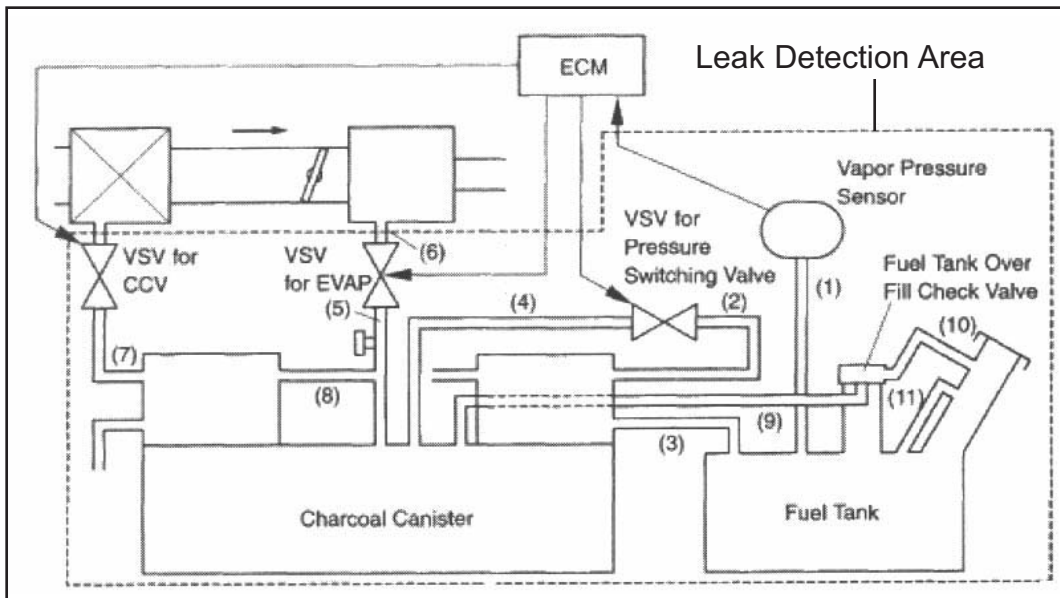 ECM
Leak Detection Area
Vapor Pressure
Sensor
VSV for
Pressure
Switching Valve
Fuel Tank Over
Fill Check Valve
VSV for
CCV
VSV
for EVAP
(6)
(5)
(4)
(2)
(1)
(10)
(7)
(8)
(11)
(9)
(3)
Charcoal Canister
Fuel Tank